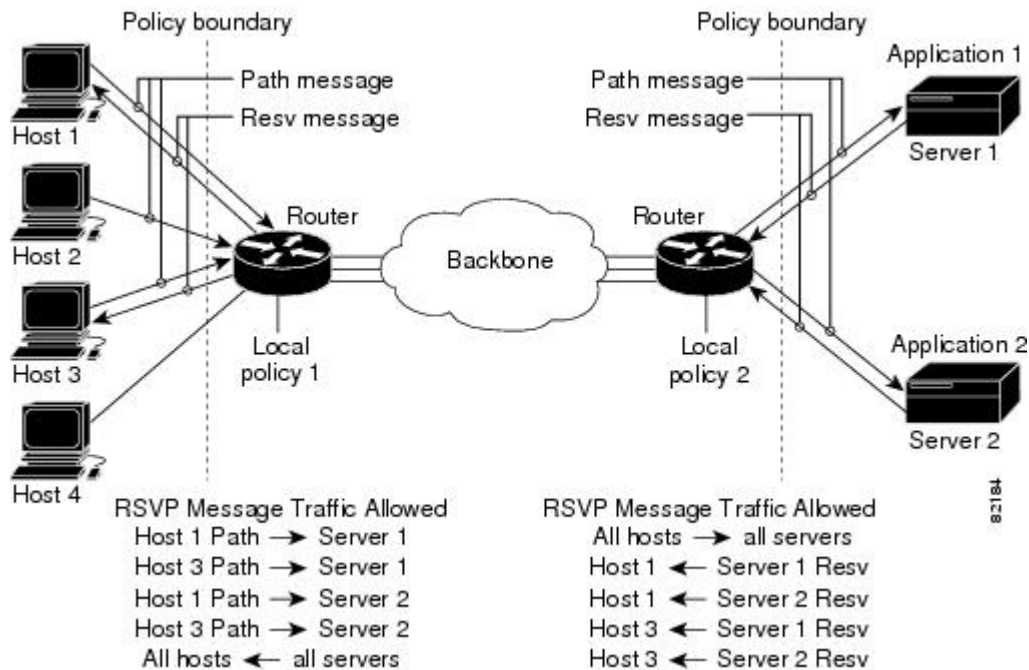 Policy boundary
Policy boundary
Path message
Resv message
Path message
Resv message
Application 1
Host 1
Server 1
Host 2
Router
Backbone
Router
Host 3
Local
policy 1
Local
policy 2
Application 2
Host 4
Server 2
82184
RSVP Message Traffic Allowed
Host 1 Path → Server 1
Host 3 Path → Server 1
Host 1 Path → Server 2
Host 3 Path → Server 2
All hosts ← all servers
RSVP Message Traffic Allowed
All hosts → all servers
Host 1 ← Server 1 Resv
Host 1 ← Server 2 Resv
Host 3 ← Server 1 Resv
Host 3 ← Server 2 Resv